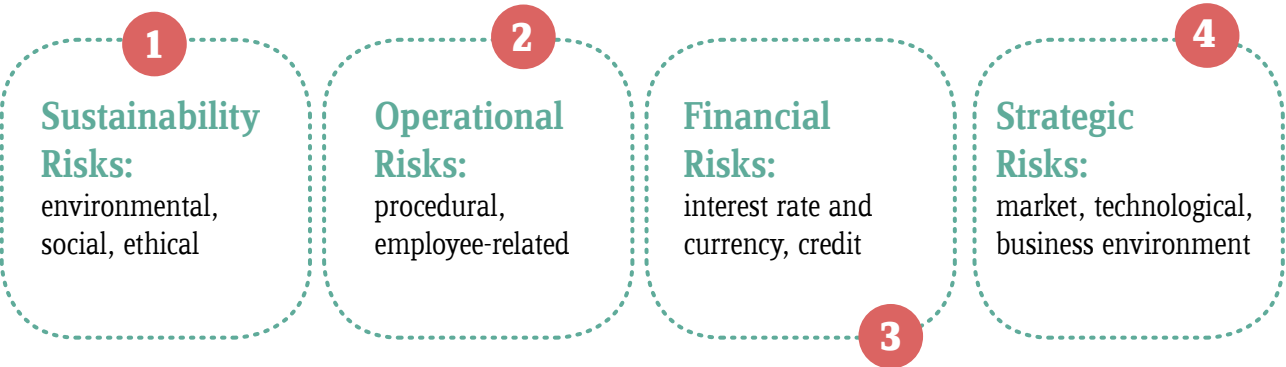 1
Sustainability
Risks:
environmental,
social, ethical
2
Operational
Risks:
procedural,
employee-related
Financial
Risks:
interest rate and
currency, credit
3
4
Strategic
Risks:
market, technological,
business environment